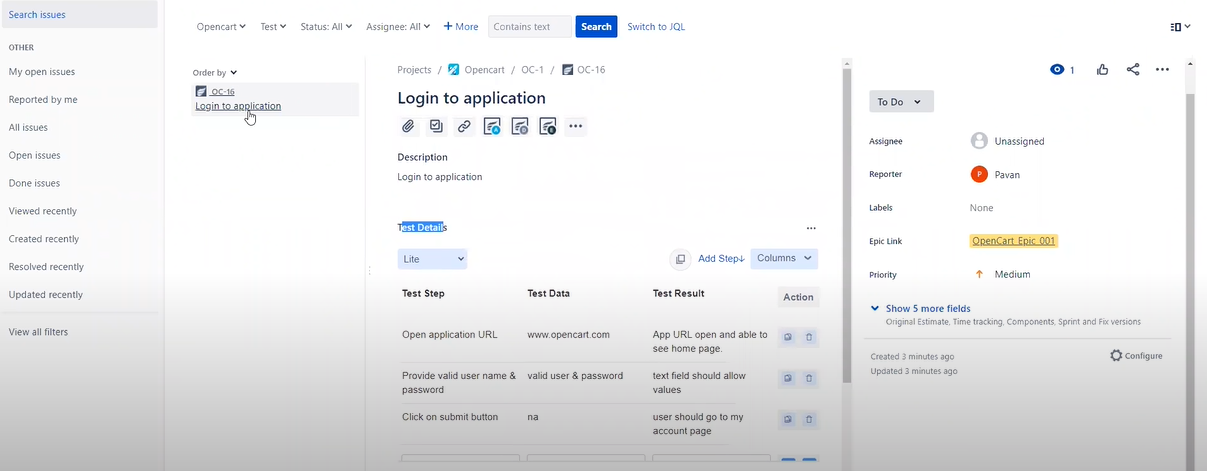 Search issues
OTHER
My open issues
Reported by me
All issues
Open issues
Done issues
Viewed recently
Created recently
Resolved recently
Updated recently
View all filters
Opencart Test Status: All Assignee: All + More Contains text Search Switch to JQL
Order by
OC-16
Login to application
Projects / Opencart / OC-1 / OC-16
Login to application
Description
Login to application
Test Details
Lite Add Step Columns
Test Step Test Data Test Result Action
Open application URL www.opencart.com App URL open and able to
see home page.
Provide valid user name & valid user & password text field should allow
password values
Click on submit button na user should go to my
account page
1
To Do
Assignee Unassigned
Reporter P Pavan
Labels None
Epic Link OpenCart_Epic_001
Priority Medium
Show 5 more fields
Original Estimate, Time tracking, Components, Sprint and Fix versions
Created 3 minutes ago Configure
Updated 3 minutes ago